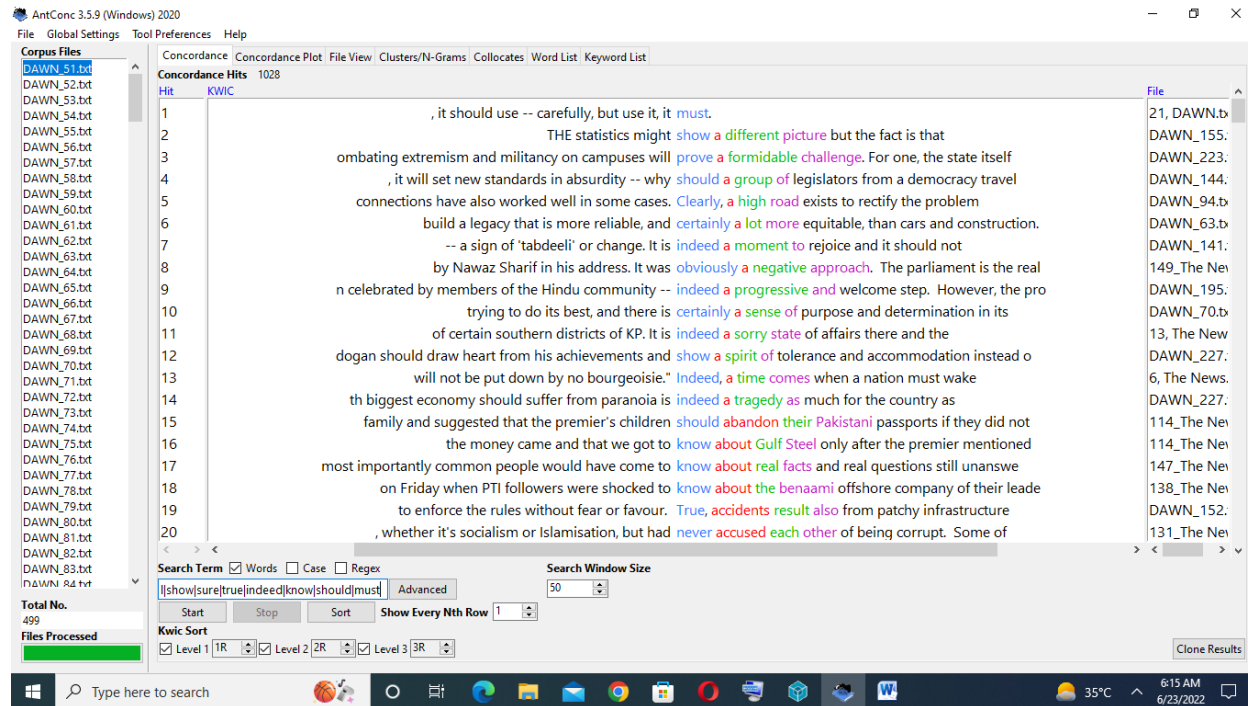 AntConc 3.5.9 (Windows) 2020
File Global Settings Tool Preferences Help
Corpus Files
DAWN_51.txt
DAWN_52.txt
DAWN_53.txt
DAWN_54.txt
DAWN_55.txt
DAWN_56.txt
DAWN_57.txt
DAWN_58.txt
DAWN_59.txt
DAWN_60.txt
DAWN_61.txt
DAWN_62.txt
DAWN_63.txt
DAWN_64.txt
DAWN_65.txt
DAWN_66.txt
DAWN_67.txt
DAWN_68.txt
DAWN_69.txt
DAWN_70.txt
DAWN_71.txt
DAWN_72.txt
DAWN_73.txt
DAWN_74.txt
DAWN_75.txt
DAWN_76.txt
DAWN_77.txt
DAWN_78.txt
DAWN_79.txt
DAWN_80.txt
DAWN_81.txt
DAWN_82.txt
DAWN_83.txt
DAWN_84.txt
Total No.
499
Files Processed
Concordance Concordance Plot File View Clusters/N-Grams Collocates Word List Keyword List
Concordance Hits 1028
Hit KWIC File
1 , it should use -- carefully, but use it, it must. 21, DAWN.tx
2 THE statistics might show a different picture but the fact is that DAWN_155.
3 ombating extremism and militancy on campuses will prove a formidable challenge. For one, the state itself DAWN_223.
4 , it will set new standards in absurdity -- why should a group of legislators from a democracy travel DAWN_144.
5 connections have also worked well in some cases. Clearly, a high road exists to rectify the problem DAWN_94.tx
6 build a legacy that is more reliable, and certainly a lot more equitable, than cars and construction. DAWN_63.tx
7 -- a sign of 'tabdeeli' or change. It is indeed a moment to rejoice and it should not DAWN_141.
8 by Nawaz Sharif in his address. It was obviously a negative approach. The parliament is the real 149_The Nev
9 n celebrated by members of the Hindu community -- indeed a progressive and welcome step. However, the pro DAWN_195.
10 trying to do its best, and there is certainly a sense of purpose and determination in its DAWN_70.tx
11 of certain southern districts of KP. It is indeed a sorry state of affairs there and the 13, The New
12 dogan should draw heart from his achievements and show a spirit of tolerance and accommodation instead o DAWN_227.
13 will not be put down by no bourgeoisie." Indeed, a time comes when a nation must wake 6, The News.
14 th biggest economy should suffer from paranoia is indeed a tragedy as much for the country as DAWN_227.
15 family and suggested that the premier's children should abandon their Pakistani passports if they did not 114_The Nev
16 the money came and that we got to know about Gulf Steel only after the premier mentioned 114_The Nev
17 most importantly common people would have come to know about real facts and real questions still unanswe 147_The Nev
18 on Friday when PTI followers were shocked to know about the benaami offshore company of their leade 138_The Nev
19 to enforce the rules without fear or favour. True, accidents result also from patchy infrastructure DAWN_152.
20 , whether it's socialism or Islamisation, but had never accused each other of being corrupt. Some of 131_The Nev
Search Term Words Case Regex Search Window Size
l|show|sure|true|indeed|know|should|must Advanced 50
Start Stop Sort Show Every Nth Row 1
Kwic Sort
Level 1 1R Level 2 2R Level 3 3R Clone Results
Type here to search 35°C 6:15 AM
6/23/2022